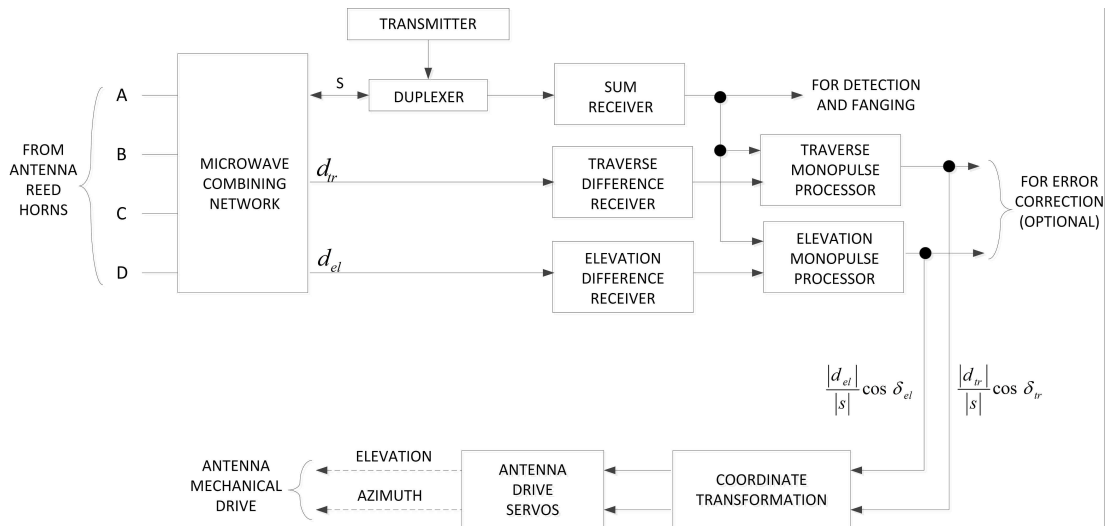 TRANSMITTER
S
DUPLEXER
SUM
RECEIVER
FOR DETECTION
AND FANGING
FROM
ANTENNA
REED
HORNS
A
B
C
D
MICROWAVE
COMBINING
NETWORK
d_tr
d_el
TRAVERSE
DIFFERENCE
RECEIVER
ELEVATION
DIFFERENCE
RECEIVER
TRAVERSE
MONOPULSE
PROCESSOR
ELEVATION
MONOPULSE
PROCESSOR
FOR ERROR
CORRECTION
(OPTIONAL)
|d_el|/|s| cos δ_el
|d_tr|/|s| cos δ_tr
ANTENNA
MECHANICAL
DRIVE
ELEVATION
AZIMUTH
ANTENNA
DRIVE
SERVOS
COORDINATE
TRANSFORMATION